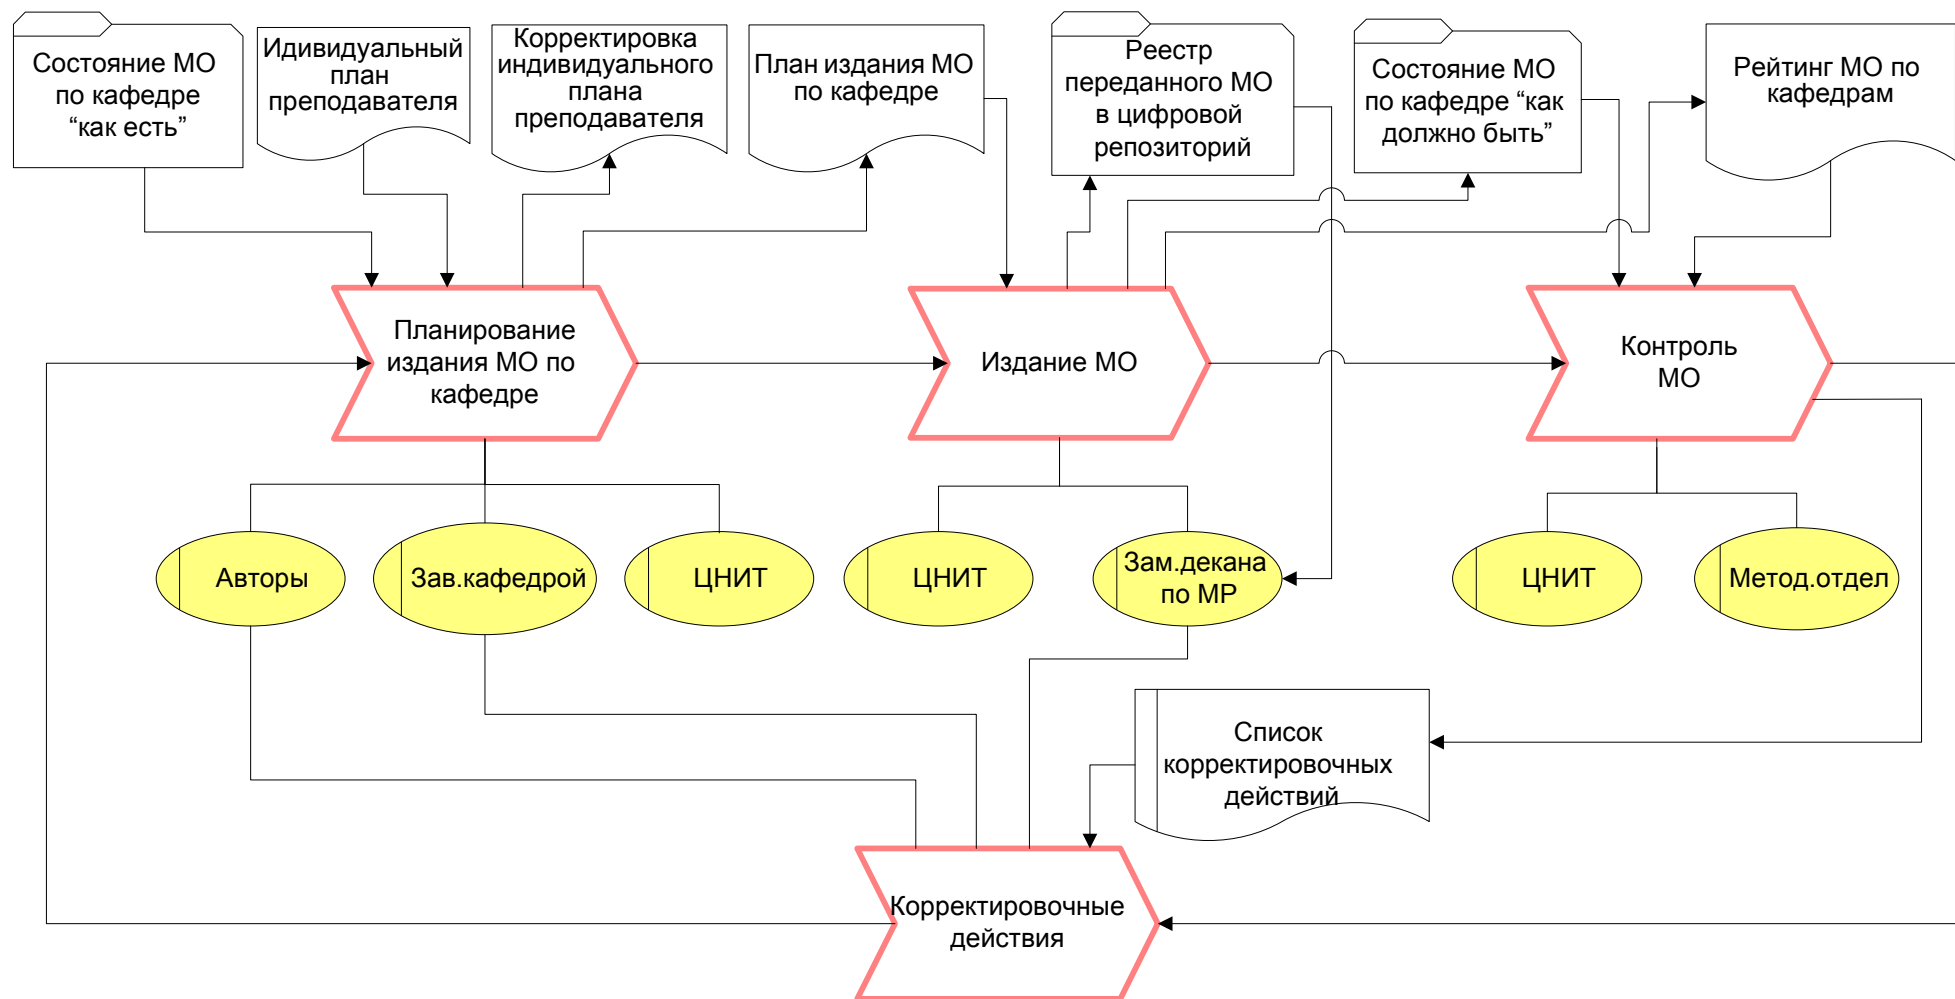 Состояние МО
по кафедре
“как есть”
Идивидуальный
план
преподавателя
Корректировка
индивидуального
плана
преподавателя
План издания МО
по кафедре
Реестр
переданного МО
в цифровой
репозиторий
Состояние МО
по кафедре “как
должно быть”
Рейтинг МО по
кафедрам
Планирование
издания МО по
кафедре
Издание МО
Контроль
МО
Авторы
Зав.кафедрой
ЦНИТ
ЦНИТ
Зам.декана
по МР
ЦНИТ
Метод.отдел
Список
корректировочных
действий
Корректировочные
действия